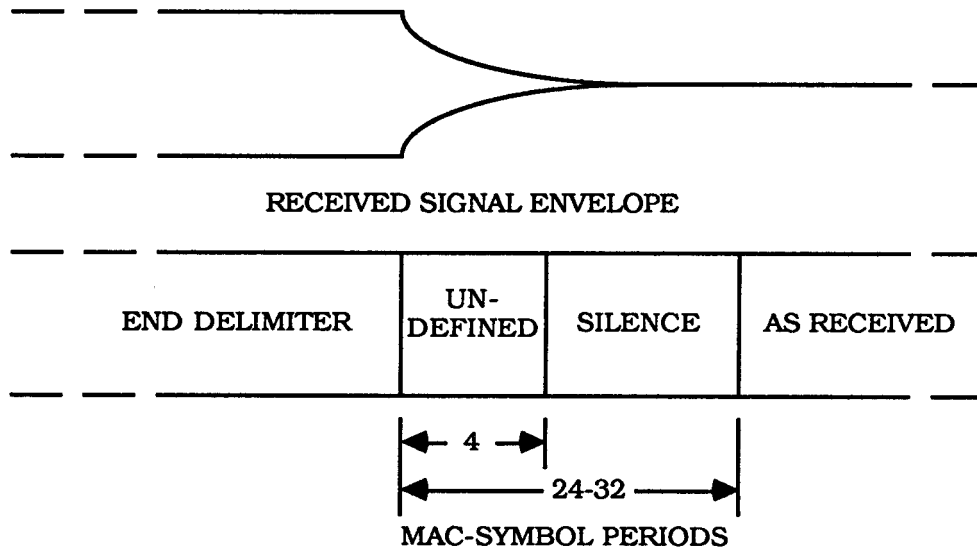 RECEIVED SIGNAL ENVELOPE
END DELIMITER
UN-
DEFINED
SILENCE
AS RECEIVED
4
24-32
MAC-SYMBOL PERIODS